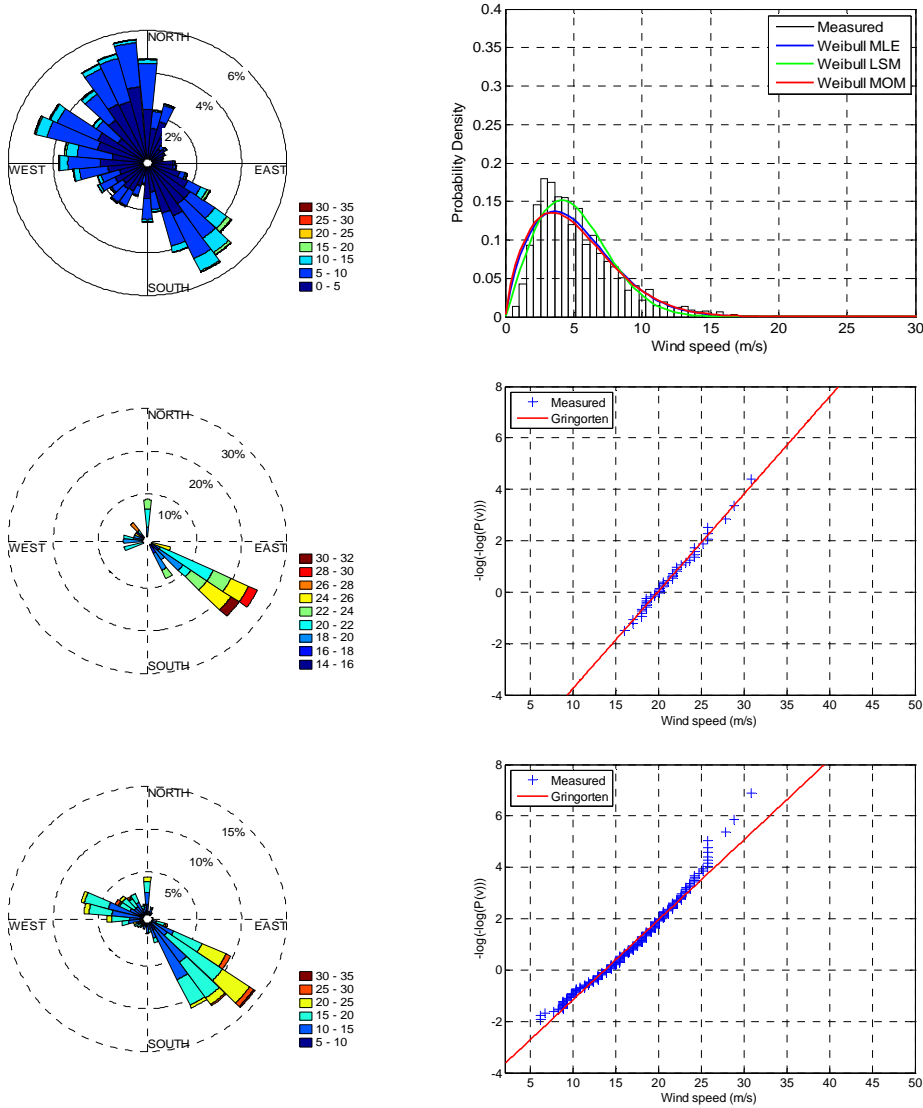 NORTH
6%
4%
2%
WEST
EAST
SOUTH
30 - 35
25 - 30
20 - 25
15 - 20
10 - 15
5 - 10
0 - 5
0.4
0.35
0.3
0.25
0.2
0.15
0.1
0.05
0
Probability Density
Measured
Weibull MLE
Weibull LSM
Weibull MOM
0 5 10 15 20 25 30
Wind speed (m/s)
NORTH
30%
20%
10%
WEST
EAST
SOUTH
30 - 32
28 - 30
26 - 28
24 - 26
22 - 24
20 - 22
18 - 20
16 - 18
14 - 16
8
6
4
2
0
-2
-4
-log(-log(P(v)))
Measured
Gringorten
5 10 15 20 25 30 35 40 45 50
Wind speed (m/s)
NORTH
15%
10%
5%
WEST
EAST
SOUTH
30 - 35
25 - 30
20 - 25
15 - 20
10 - 15
5 - 10
8
6
4
2
0
-2
-4
-log(-log(P(v)))
Measured
Gringorten
5 10 15 20 25 30 35 40 45 50
Wind speed (m/s)